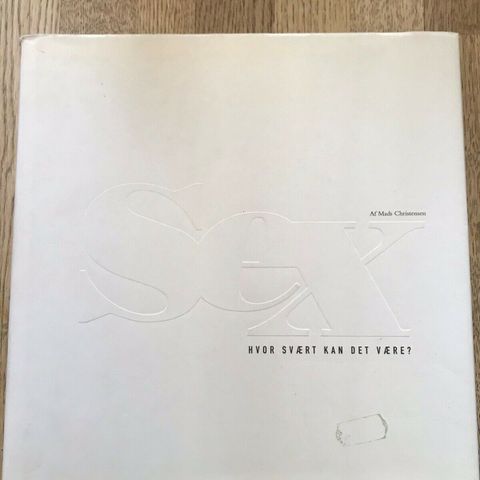 Af Mads Christensen
Sex
HVOR SVÆRT KAN DET VÆRE?